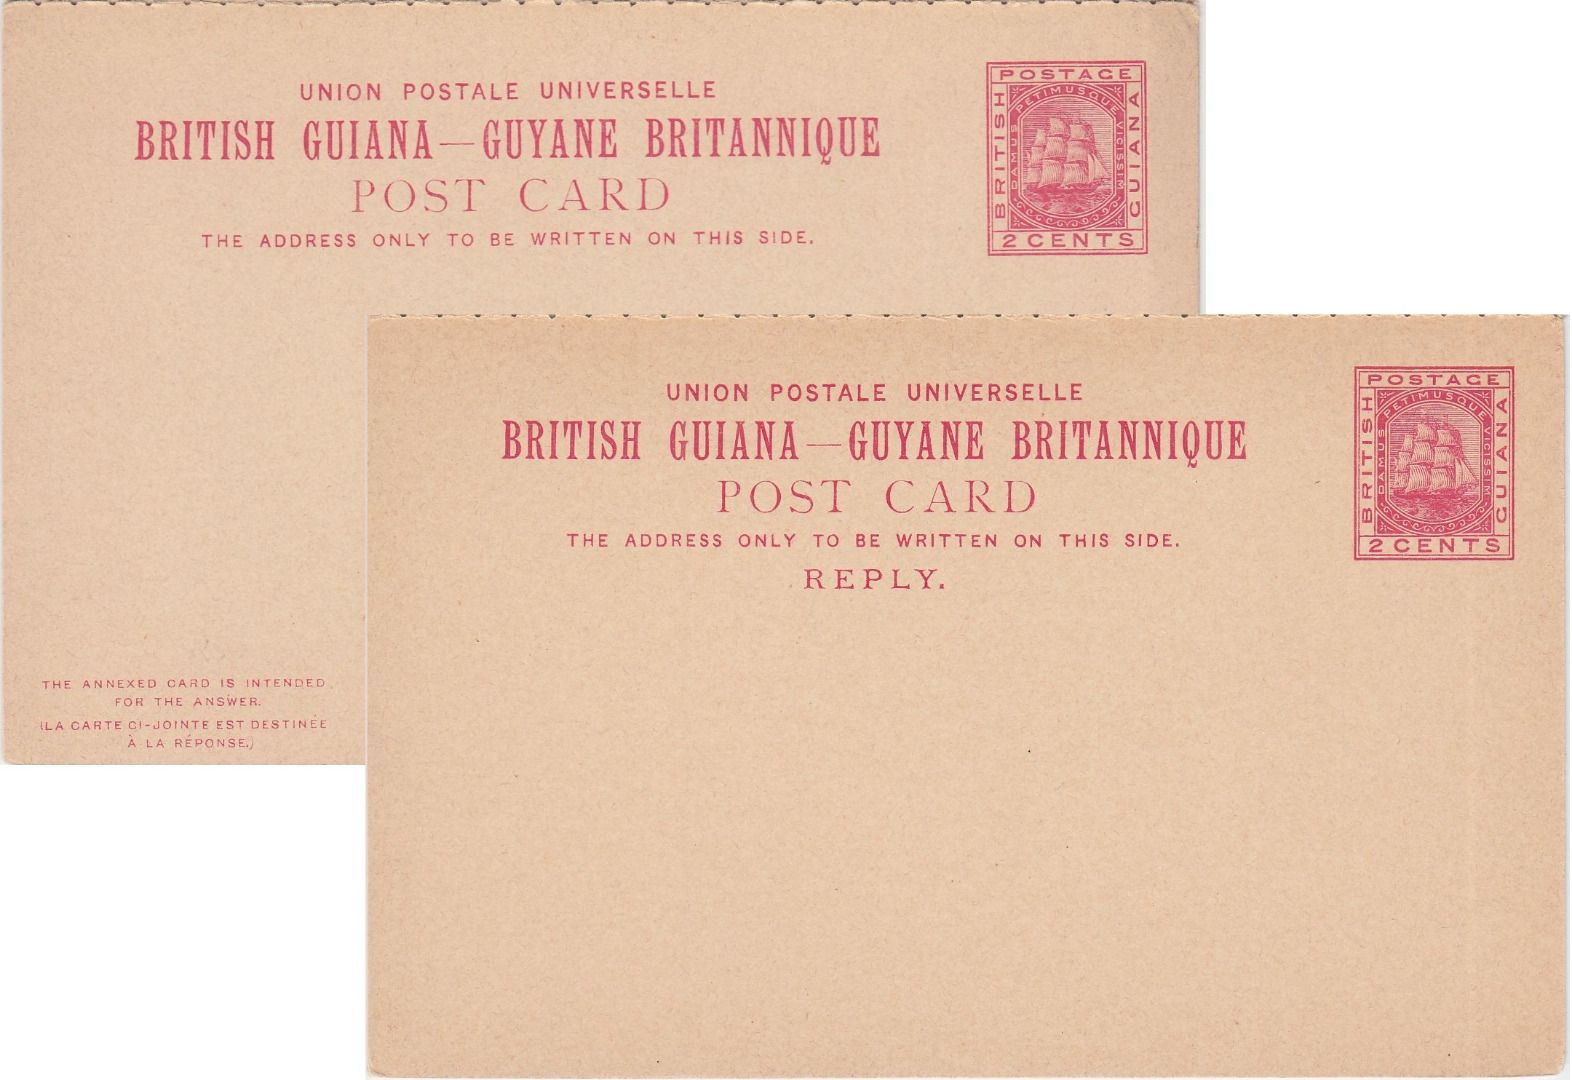 UNION POSTALE UNIVERSELLE
BRITISH GUIANA—GUYANE BRITANNIQUE
POST CARD
THE ADDRESS ONLY TO BE WRITTEN ON THIS SIDE.
POSTAGE
BRITISH
GUIANA
DAMUS PETIMUSQUE VICISSIM
2 CENTS
THE ANNEXED CARD IS INTENDED
FOR THE ANSWER.
(LA CARTE CI-JOINTE EST DESTINÉE
À LA RÉPONSE.)
UNION POSTALE UNIVERSELLE
BRITISH GUIANA—GUYANE BRITANNIQUE
POST CARD
THE ADDRESS ONLY TO BE WRITTEN ON THIS SIDE.
REPLY.
POSTAGE
BRITISH
GUIANA
DAMUS PETIMUSQUE VICISSIM
2 CENTS